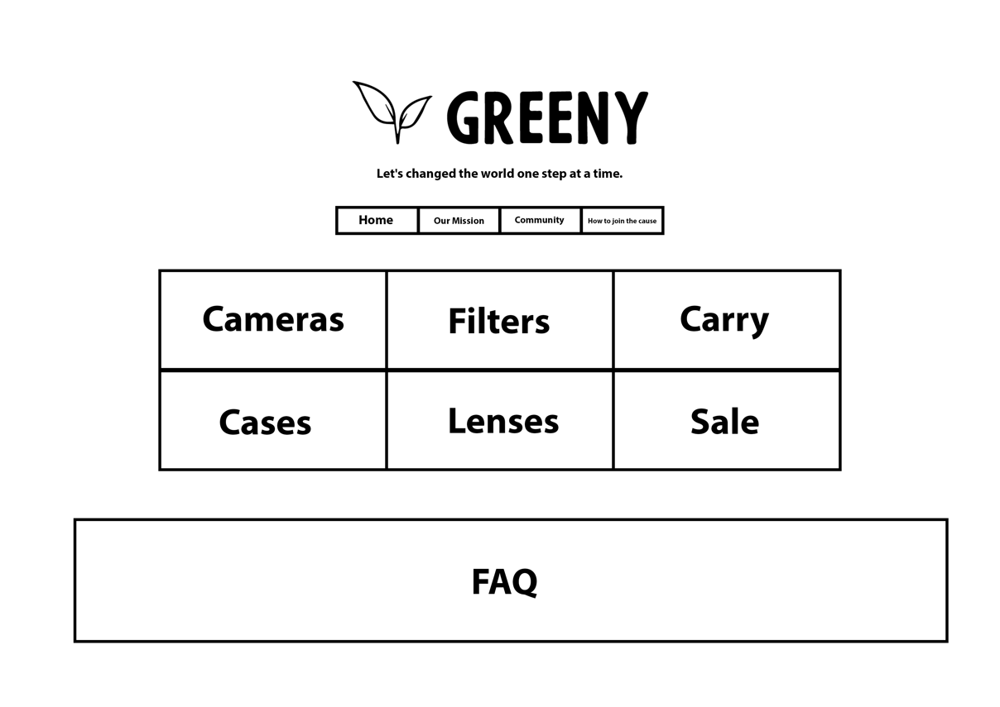 GREENY
Let's changed the world one step at a time.
Home Our Mission Community How to join the cause
Cameras Filters Carry
Cases Lenses Sale
FAQ